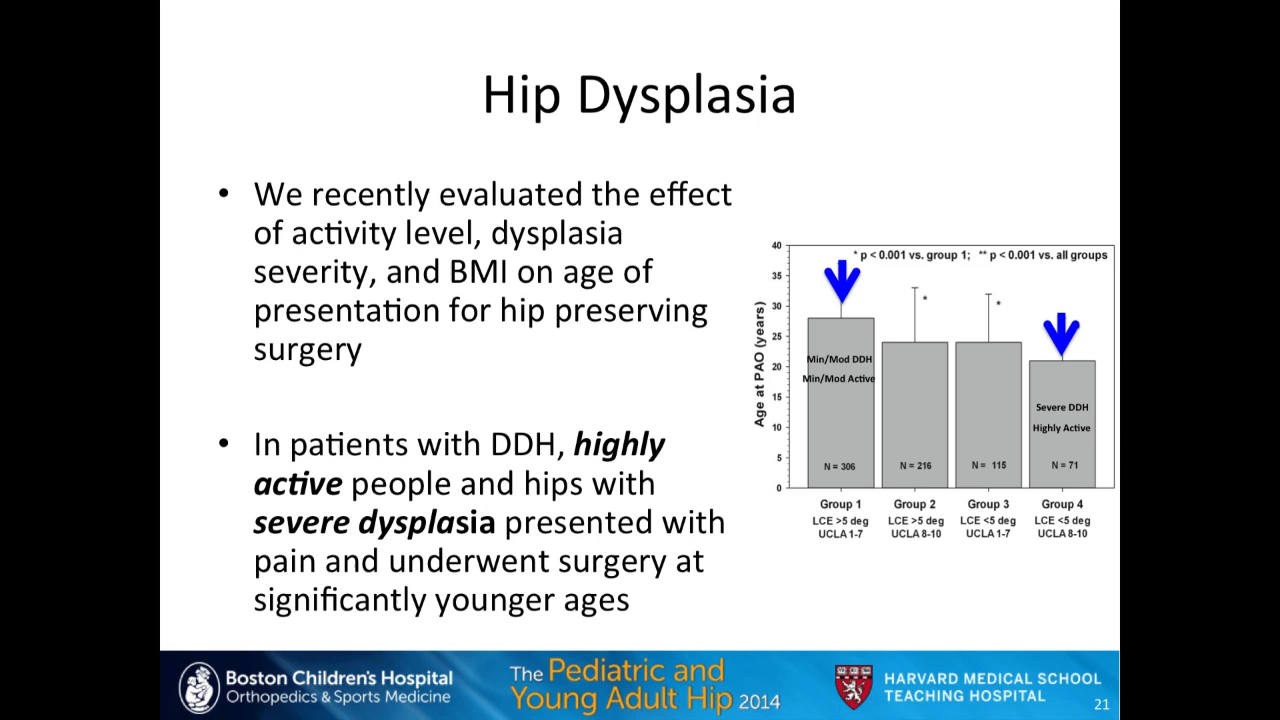 Hip Dysplasia
• We recently evaluated the effect
of activity level, dysplasia
severity, and BMI on age of
presentation for hip preserving
surgery
• In patients with DDH, highly
active people and hips with
severe dysplasia presented with
pain and underwent surgery at
significantly younger ages
* p < 0.001 vs. group 1; ** p < 0.001 vs. all groups
Age at PAO (years)
40
35
30
25
20
15
10
5
0
*
*
Min/Mod DDH
Min/Mod Active
Severe DDH
Highly Active
N = 306
N = 216
N = 115
N = 71
Group 1
LCE >5 deg
UCLA 1-7
Group 2
LCE >5 deg
UCLA 8-10
Group 3
LCE <5 deg
UCLA 1-7
Group 4
LCE <5 deg
UCLA 8-10
Boston Children's Hospital
Orthopedics & Sports Medicine
The Pediatric and
Young Adult Hip 2014
HARVARD MEDICAL SCHOOL
TEACHING HOSPITAL
21